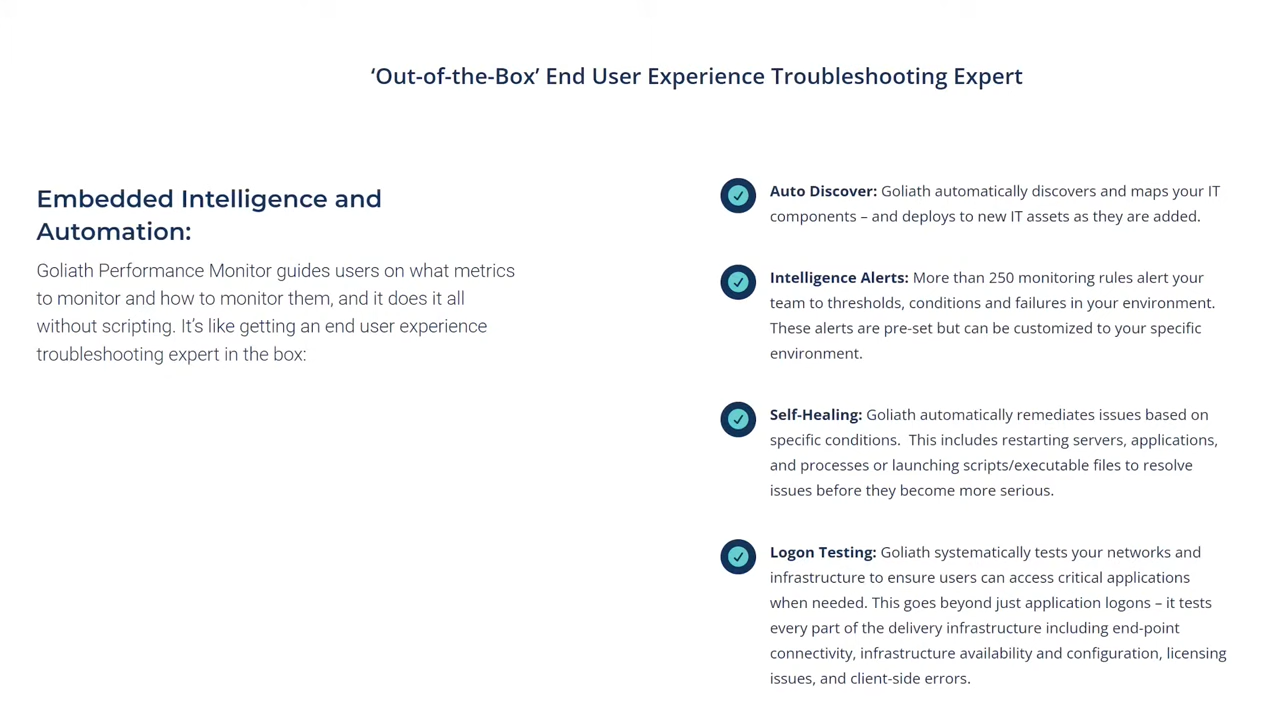 ‘Out-of-the-Box’ End User Experience Troubleshooting Expert
Embedded Intelligence and
Automation:
Goliath Performance Monitor guides users on what metrics
to monitor and how to monitor them, and it does it all
without scripting. It’s like getting an end user experience
troubleshooting expert in the box:
Auto Discover: Goliath automatically discovers and maps your IT
components – and deploys to new IT assets as they are added.
Intelligence Alerts: More than 250 monitoring rules alert your
team to thresholds, conditions and failures in your environment.
These alerts are pre-set but can be customized to your specific
environment.
Self-Healing: Goliath automatically remediates issues based on
specific conditions.  This includes restarting servers, applications,
and processes or launching scripts/executable files to resolve
issues before they become more serious.
Logon Testing: Goliath systematically tests your networks and
infrastructure to ensure users can access critical applications
when needed. This goes beyond just application logons – it tests
every part of the delivery infrastructure including end-point
connectivity, infrastructure availability and configuration, licensing
issues, and client-side errors.